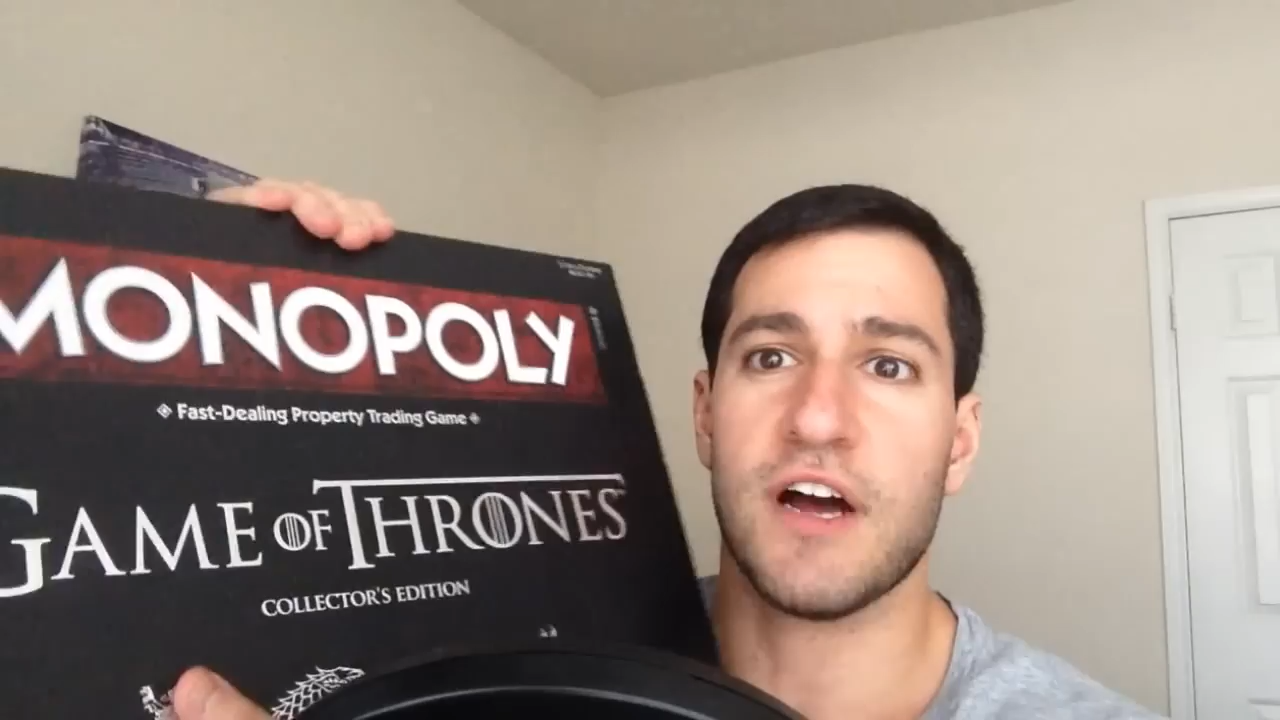 MONOPOLY
Fast-Dealing Property Trading Game
GAME OF THRONES
COLLECTOR'S EDITION